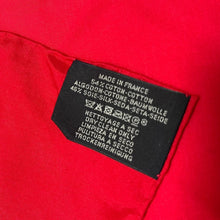 MADE IN FRANCE
54% COTON-COTTON
ALGODON-COTONE-BAUMWOLLE
46% SOIE-SILK-SEDA-SETA-SEIDE
NETTOYAGE A SEC
DRY CLEAN ONLY
LIMPIEZA EN SECO
PULITURA A SECCO
TROCKENREINIGUNG